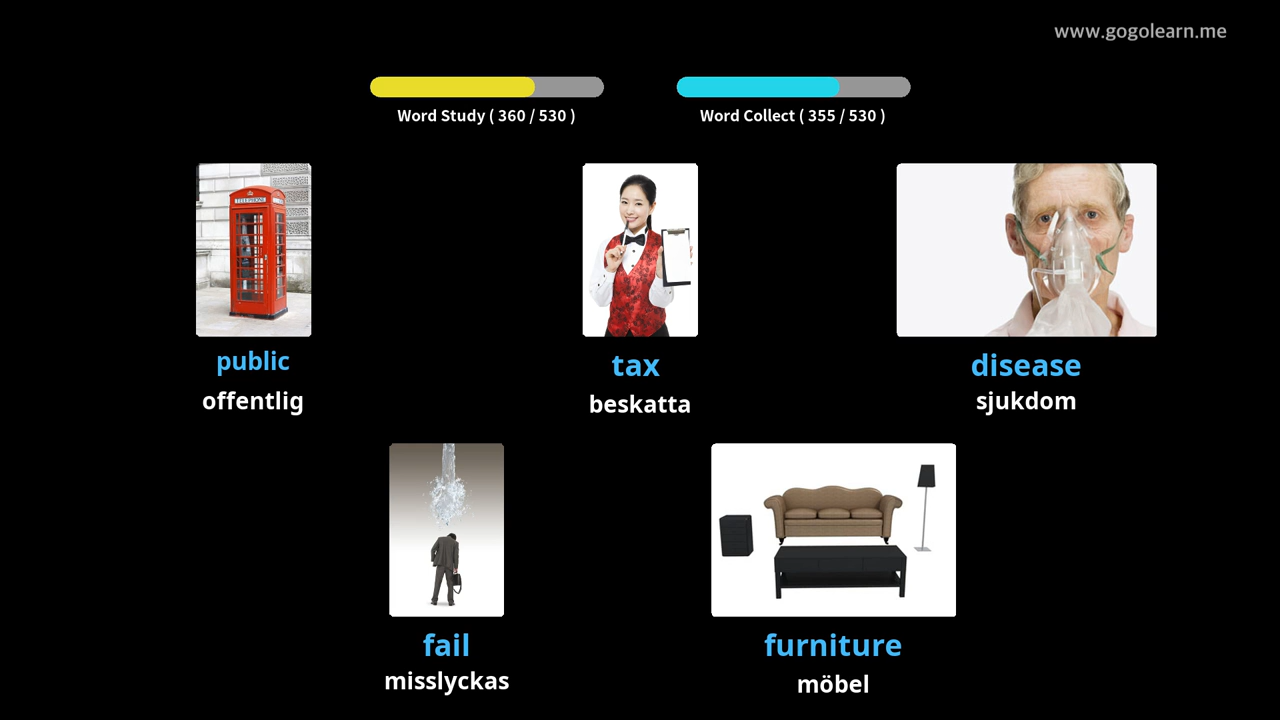 www.gogolearn.me
Word Study ( 360 / 530 )
Word Collect ( 355 / 530 )
TELEPHONE
public
tax
disease
offentlig
beskatta
sjukdom
fail
furniture
misslyckas
möbel